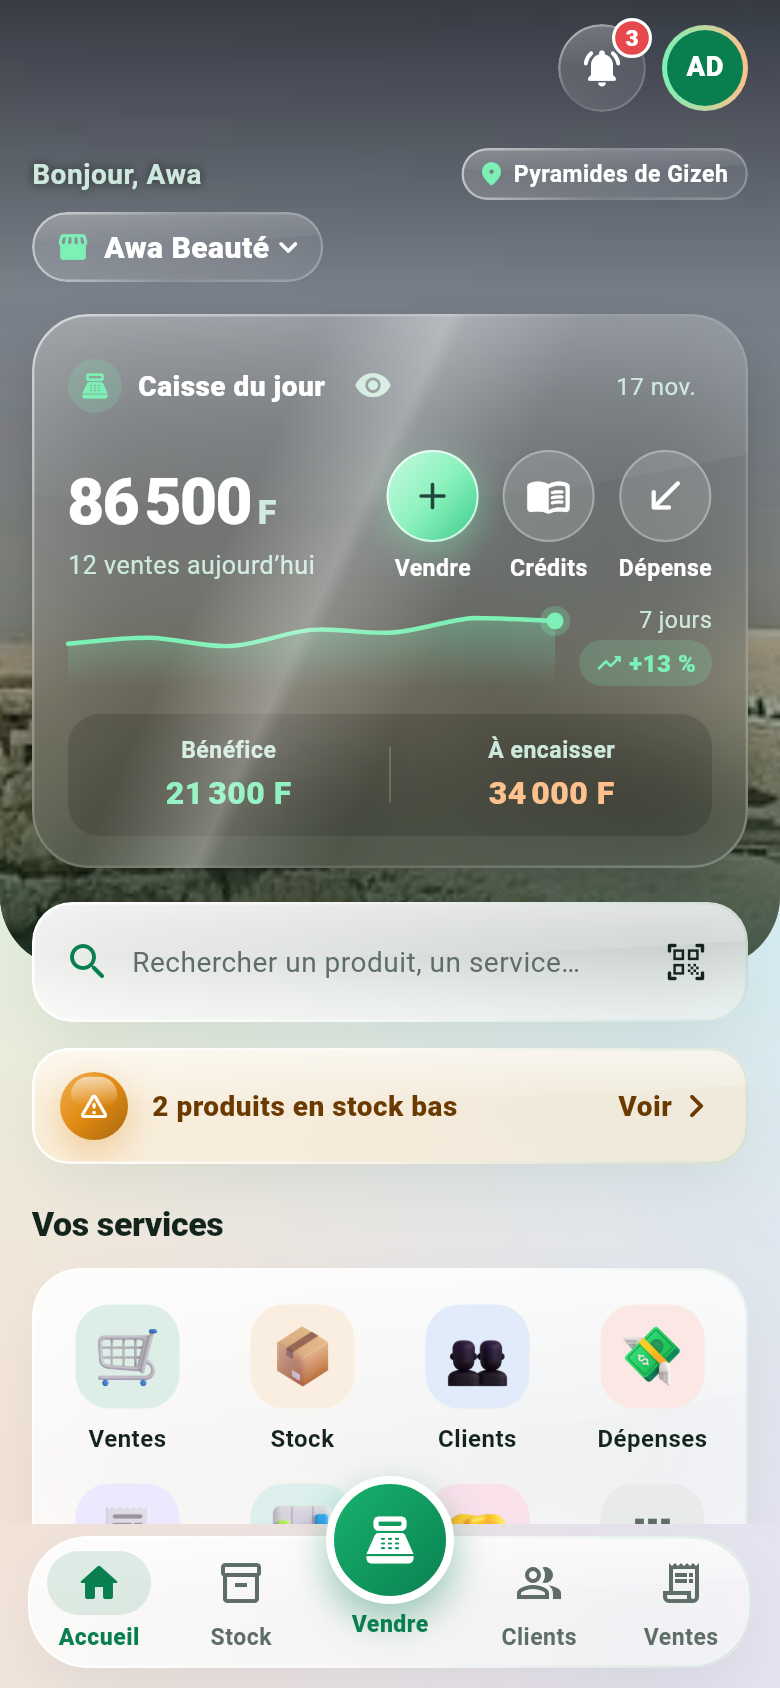 3
AD
Bonjour, Awa
Pyramides de Gizeh
Awa Beauté
Caisse du jour
17 nov.
86 500 F
12 ventes aujourd’hui
Vendre
Crédits
Dépense
7 jours
+13 %
Bénéfice
À encaisser
21 300 F
34 000 F
Rechercher un produit, un service…
2 produits en stock bas
Voir
Vos services
Ventes
Stock
Clients
Dépenses
Accueil
Stock
Vendre
Clients
Ventes